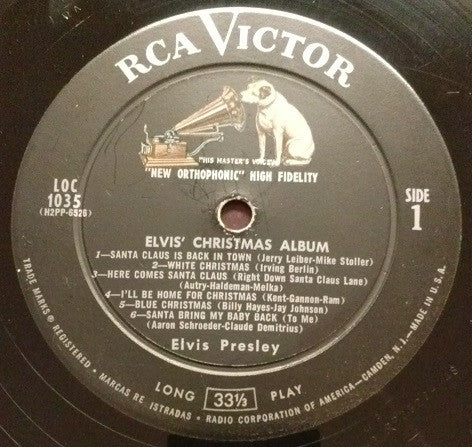 RCA VICTOR
"HIS MASTER'S VOICE"
"NEW ORTHOPHONIC" HIGH FIDELITY
LOC
1035
(H2PP-6526)
SIDE
1
ELVIS' CHRISTMAS ALBUM
1—SANTA CLAUS IS BACK IN TOWN (Jerry Leiber-Mike Stoller)
2—WHITE CHRISTMAS (Irving Berlin)
3—HERE COMES SANTA CLAUS (Right Down Santa Claus Lane)
(Autry-Haldeman-Melka)
4—I'LL BE HOME FOR CHRISTMAS (Kent-Gannon-Ram)
5—BLUE CHRISTMAS (Billy Hayes-Jay Johnson)
6—SANTA BRING MY BABY BACK (To Me)
(Aaron Schroeder-Claude Demetrius)
Elvis Presley
LONG 33⅓ PLAY
TRADE MARKS ® REGISTERED • MARCAS RE ISTRADAS • RADIO CORPORATION OF AMERICA—CAMDEN, N. J.—MADE IN U.S.A.